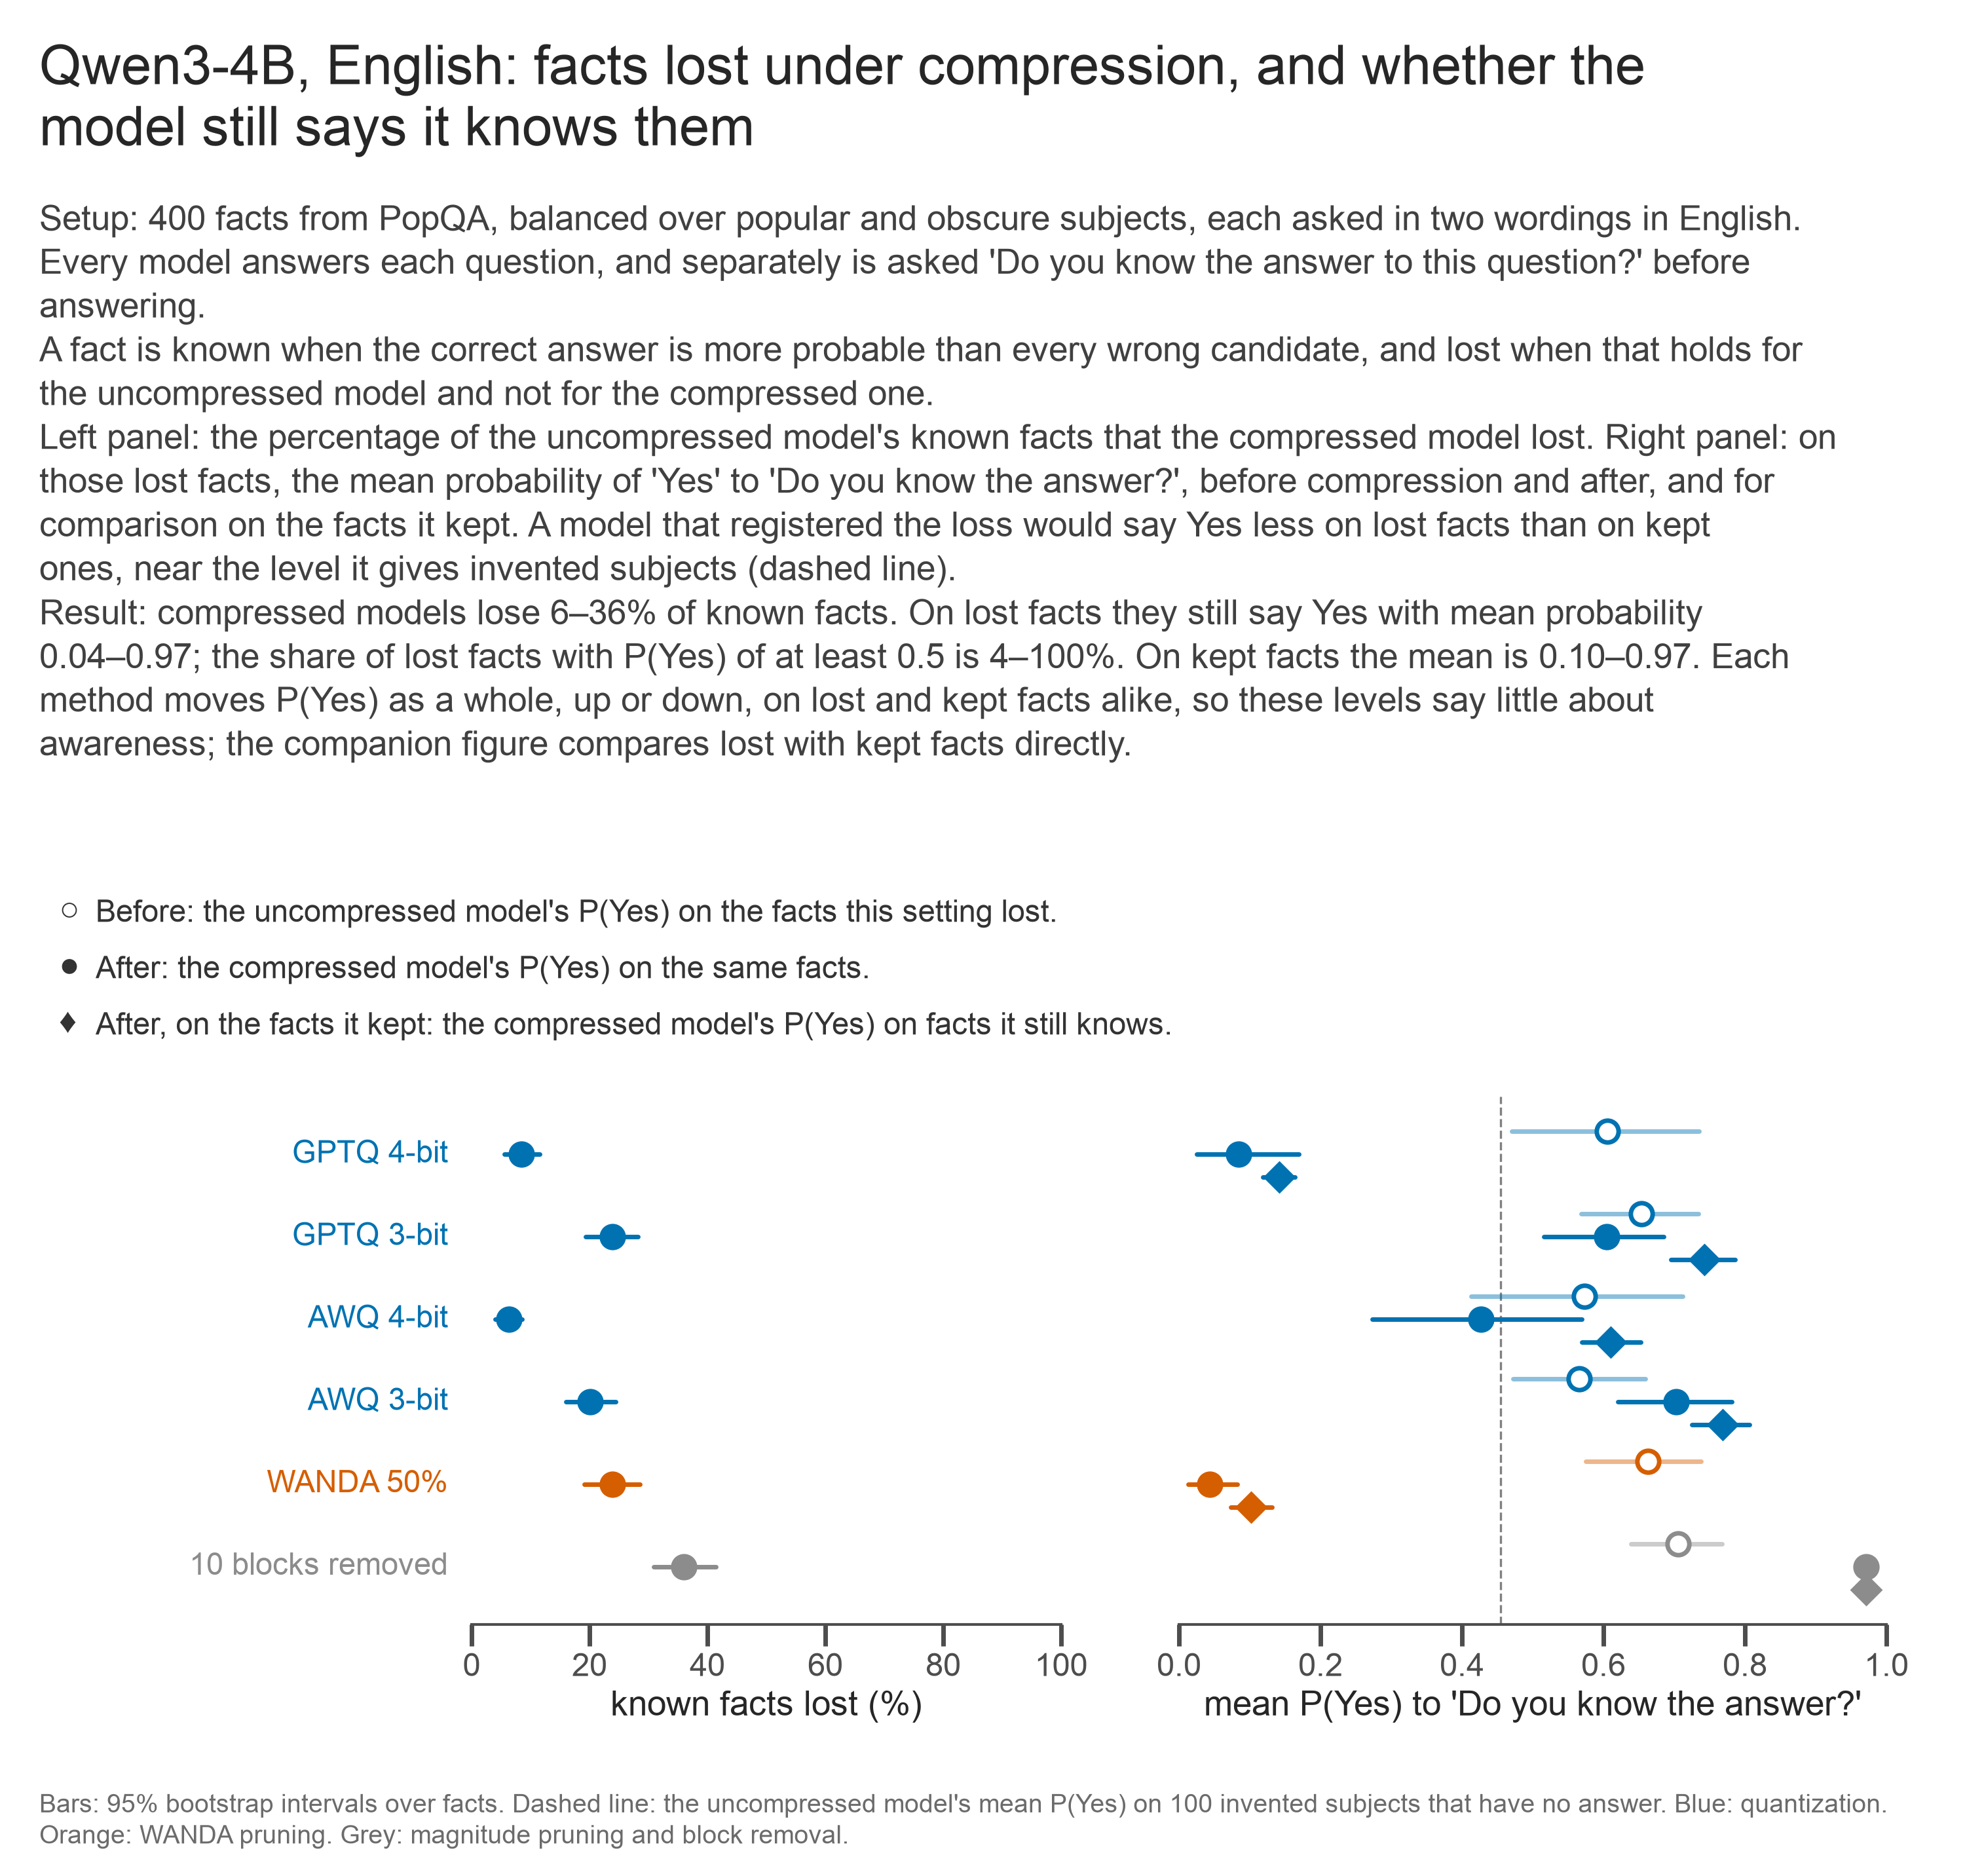 Qwen3-4B, English: facts lost under compression, and whether the
model still says it knows them
Setup: 400 facts from PopQA, balanced over popular and obscure subjects, each asked in two wordings in English.
Every model answers each question, and separately is asked 'Do you know the answer to this question?' before
answering.
A fact is known when the correct answer is more probable than every wrong candidate, and lost when that holds for
the uncompressed model and not for the compressed one.
Left panel: the percentage of the uncompressed model's known facts that the compressed model lost. Right panel: on
those lost facts, the mean probability of 'Yes' to 'Do you know the answer?', before compression and after, and for
comparison on the facts it kept. A model that registered the loss would say Yes less on lost facts than on kept
ones, near the level it gives invented subjects (dashed line).
Result: compressed models lose 6–36% of known facts. On lost facts they still say Yes with mean probability
0.04–0.97; the share of lost facts with P(Yes) of at least 0.5 is 4–100%. On kept facts the mean is 0.10–0.97. Each
method moves P(Yes) as a whole, up or down, on lost and kept facts alike, so these levels say little about
awareness; the companion figure compares lost with kept facts directly.
Before: the uncompressed model's P(Yes) on the facts this setting lost.
After: the compressed model's P(Yes) on the same facts.
After, on the facts it kept: the compressed model's P(Yes) on facts it still knows.
GPTQ 4-bit
GPTQ 3-bit
AWQ 4-bit
AWQ 3-bit
WANDA 50%
10 blocks removed
0 20 40 60 80 100
known facts lost (%)
0.0 0.2 0.4 0.6 0.8 1.0
mean P(Yes) to 'Do you know the answer?'
Bars: 95% bootstrap intervals over facts. Dashed line: the uncompressed model's mean P(Yes) on 100 invented subjects that have no answer. Blue: quantization.
Orange: WANDA pruning. Grey: magnitude pruning and block removal.